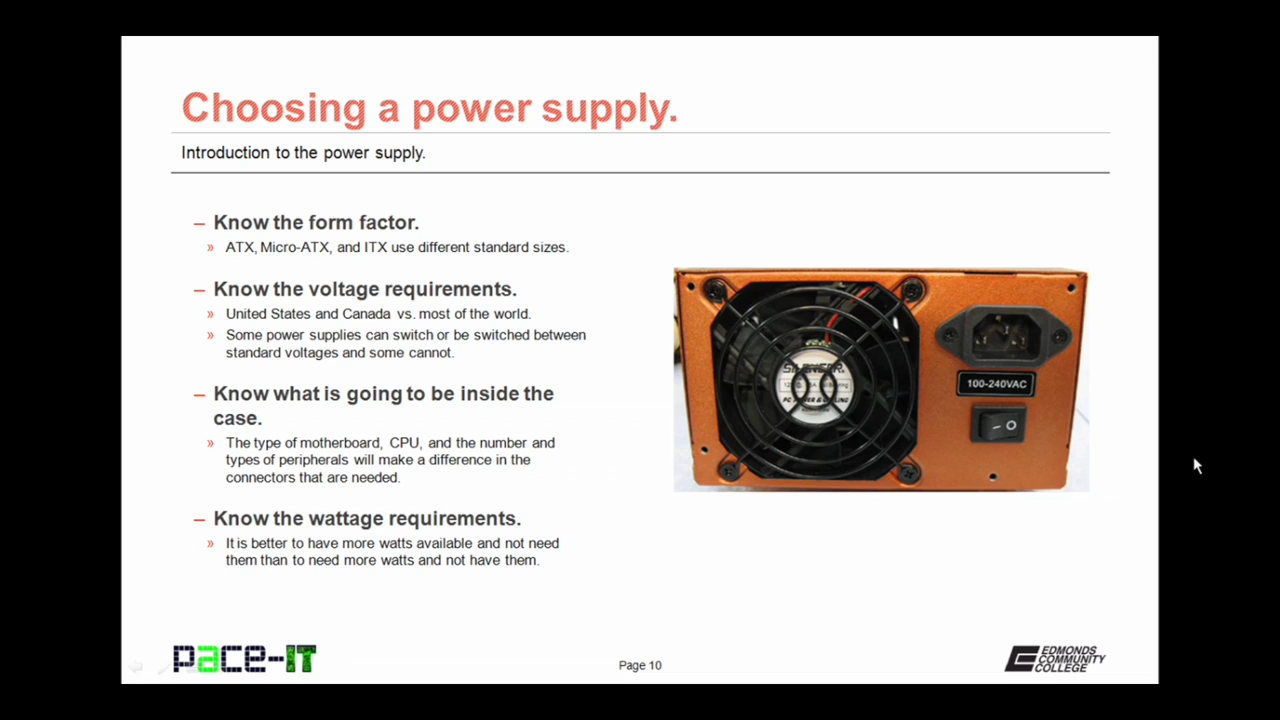 Choosing a power supply.
Introduction to the power supply.
– Know the form factor.
» ATX, Micro-ATX, and ITX use different standard sizes.
– Know the voltage requirements.
» United States and Canada vs. most of the world.
» Some power supplies can switch or be switched between
standard voltages and some cannot.
– Know what is going to be inside the
case.
» The type of motherboard, CPU, and the number and
types of peripherals will make a difference in the
connectors that are needed.
– Know the wattage requirements.
» It is better to have more watts available and not need
them than to need more watts and not have them.
SILENCER
PC POWER & COOLING
100-240VAC
pace-IT
Page 10
EDMONDS
COMMUNITY
COLLEGE